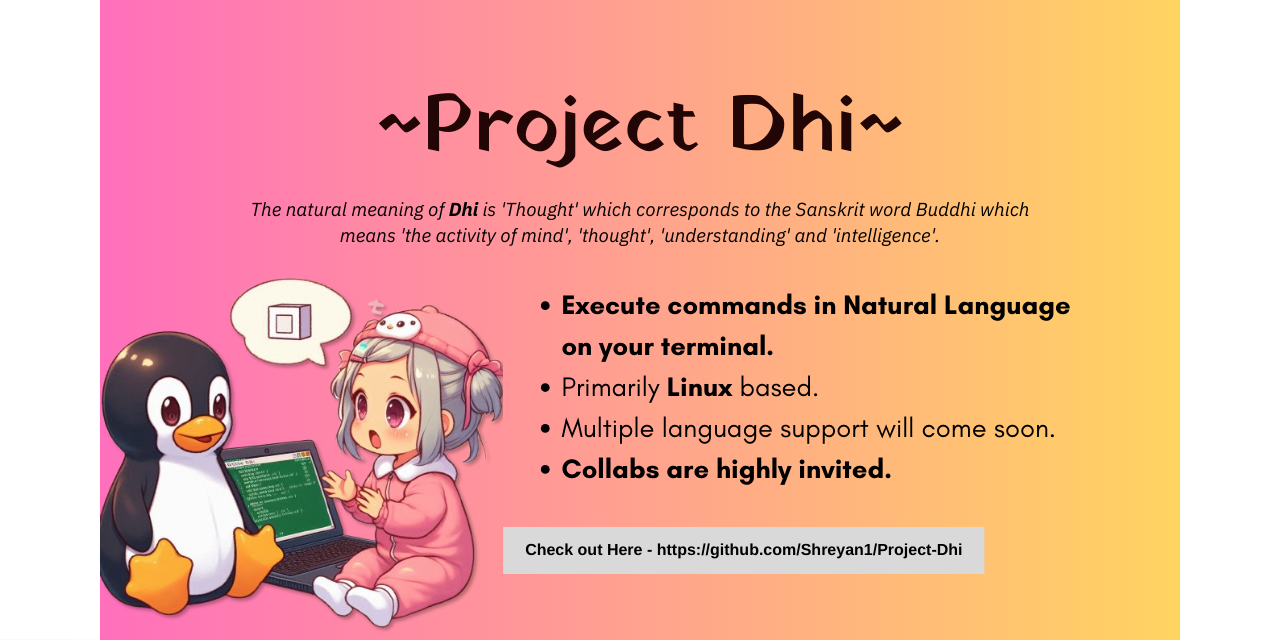 ~Project Dhi~
The natural meaning of Dhi is 'Thought' which corresponds to the Sanskrit word Buddhi which
means 'the activity of mind', 'thought', 'understanding' and 'intelligence'.
• Execute commands in Natural Language
on your terminal.
• Primarily Linux based.
• Multiple language support will come soon.
• Collabs are highly invited.
Check out Here - https://github.com/Shreyan1/Project-Dhi